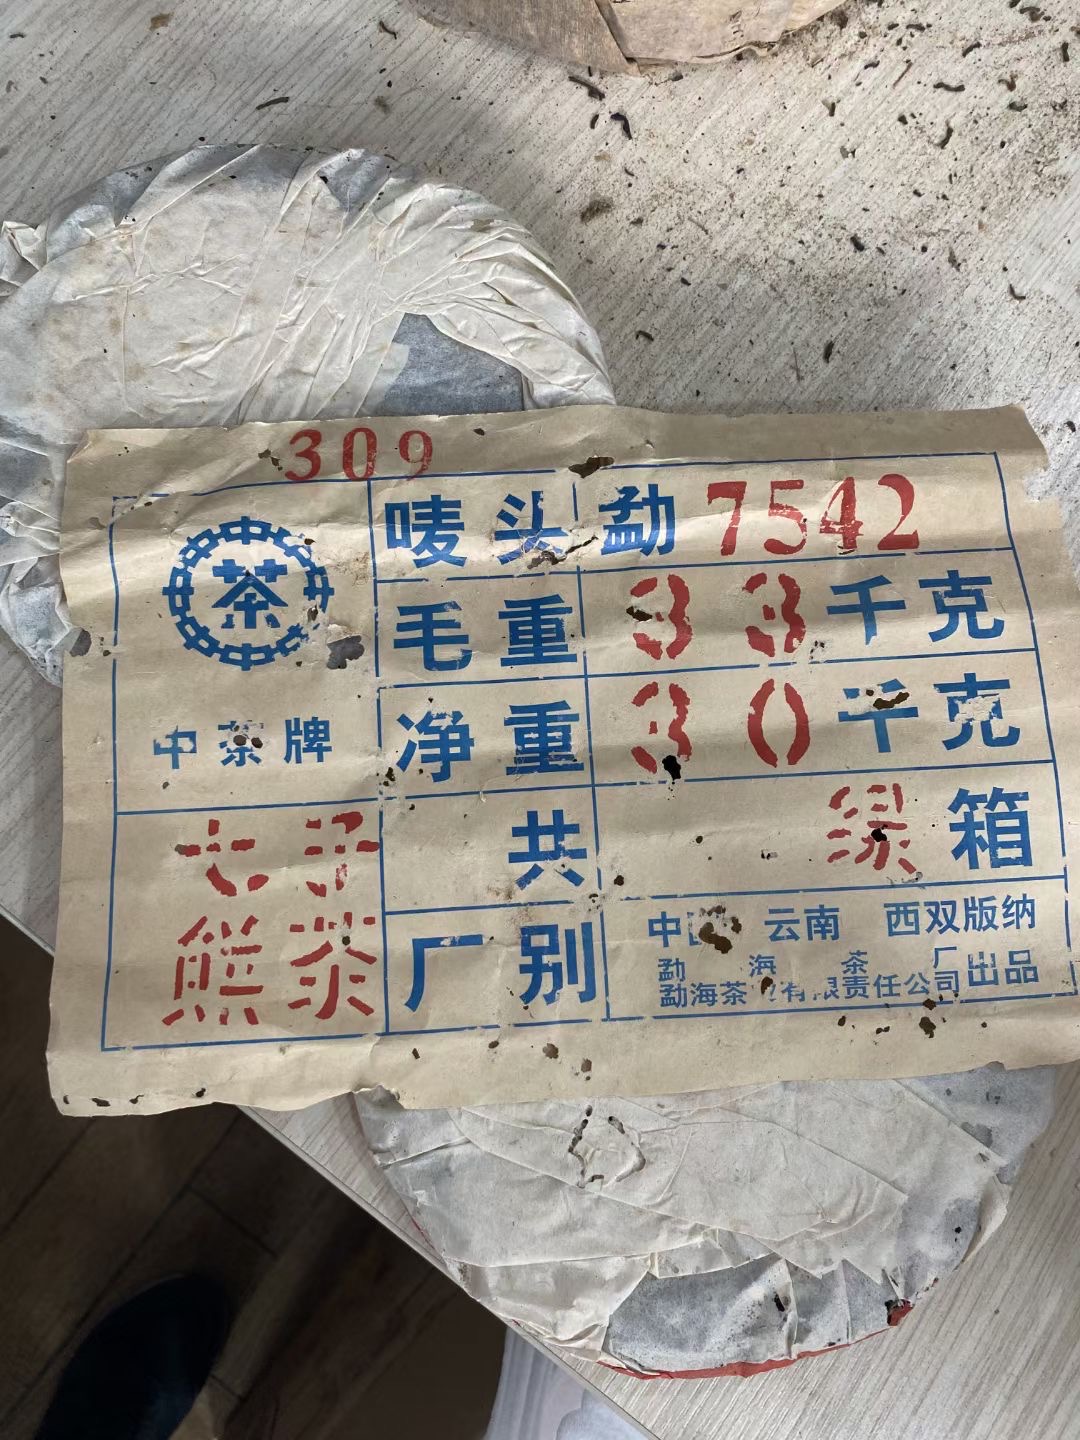 309
茶
中茶牌
唛头 勐7542
毛重 33千克
净重 30千克
七子
饼茶
共 箱
厂别
中 云南 西双版纳
勐海茶厂
勐海茶 有限责任公司
出品